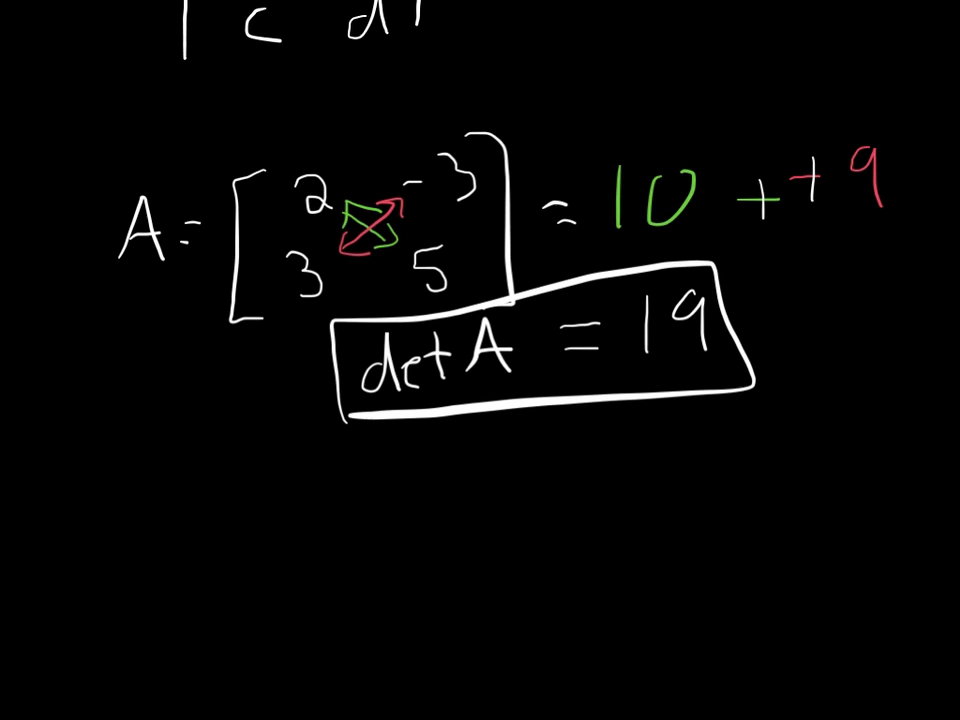 | c d |
A = [ 2 -3 ] = 10 + + 9
3 5
det A = 19